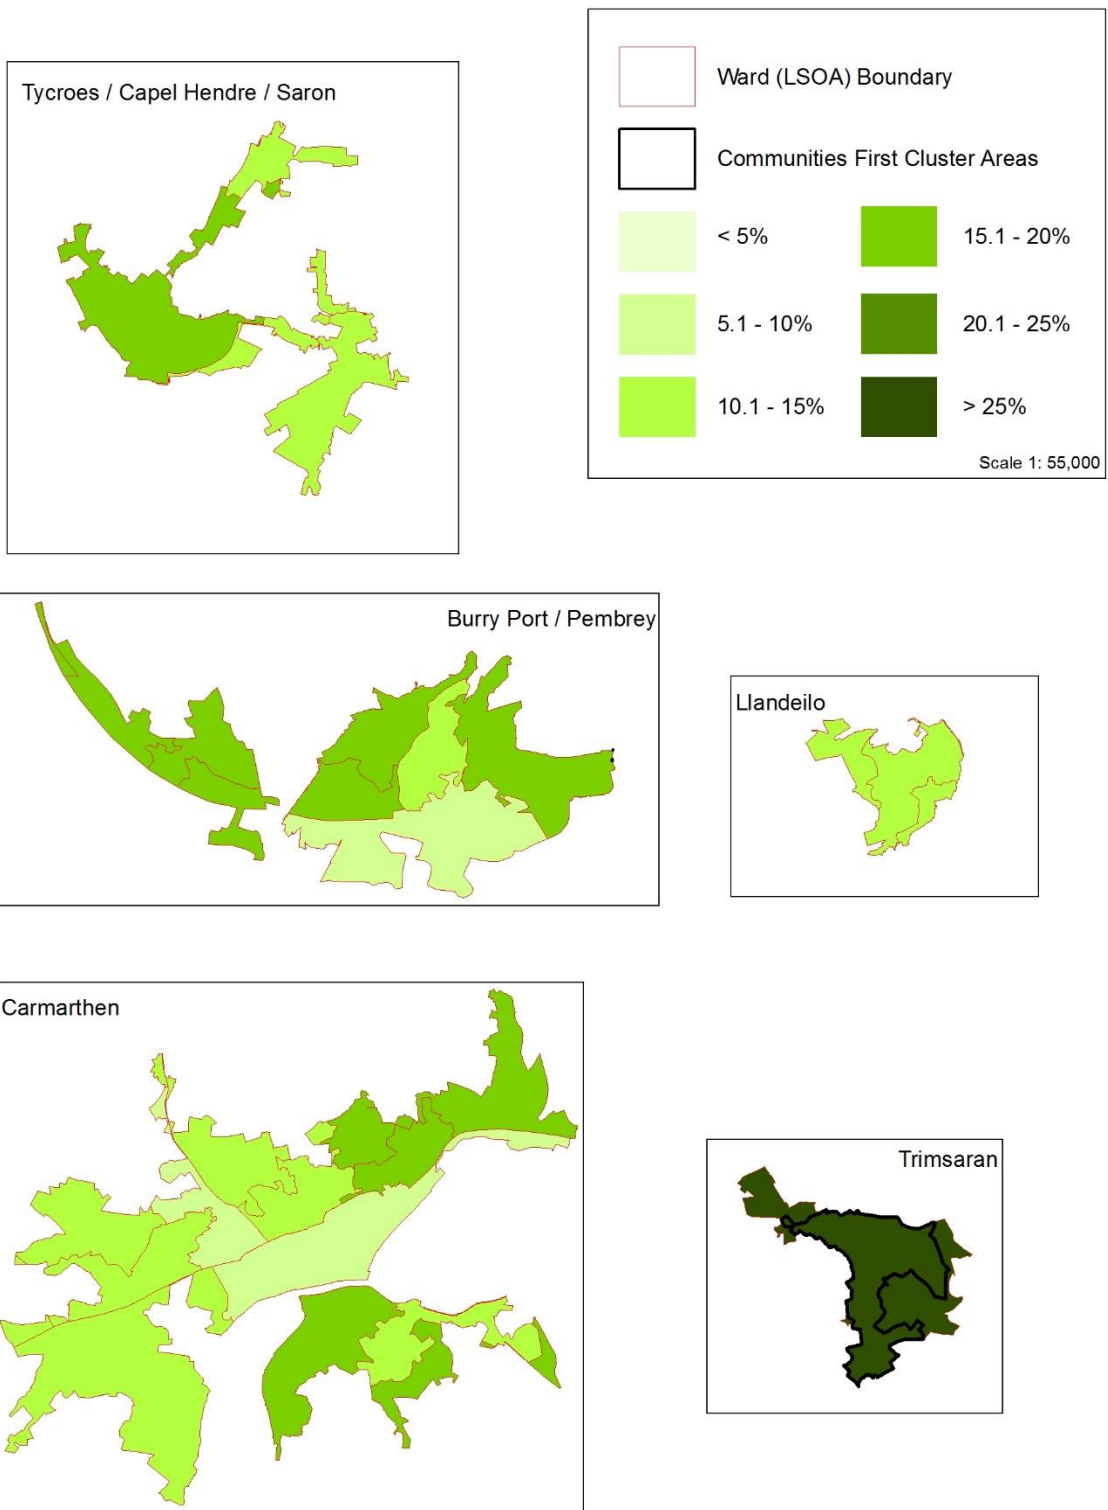 Tycroes / Capel Hendre / Saron
Ward (LSOA) Boundary
Communities First Cluster Areas
< 5%
15.1 - 20%
5.1 - 10%
20.1 - 25%
10.1 - 15%
> 25%
Scale 1: 55,000
Burry Port / Pembrey
Llandeilo
Carmarthen
Trimsaran